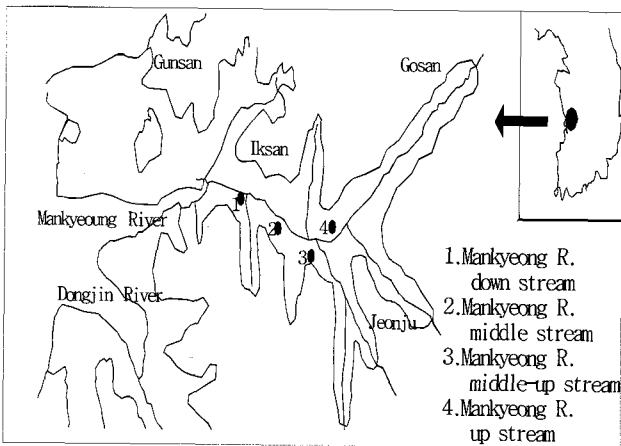 Gunsan
Gosan
Iksan
Mankyeoung River
1
2
4
3
Dongjin River
Jeonju
1.Mankyeong R.
down stream
2.Mankyeong R.
middle stream
3.Mankyeong R.
middle-up stream
4.Mankyeong R.
up stream